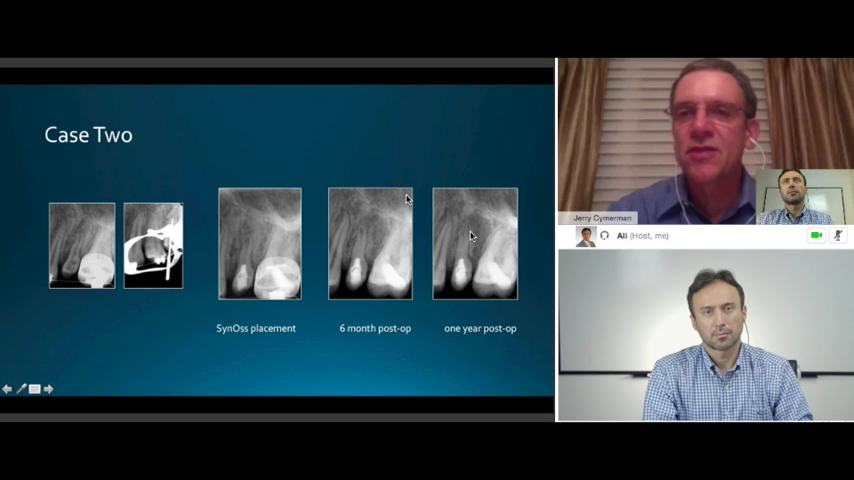 Case Two
SynOss placement
6 month post-op
one year post-op
Jerry Cymerman
Ali (Host, me)